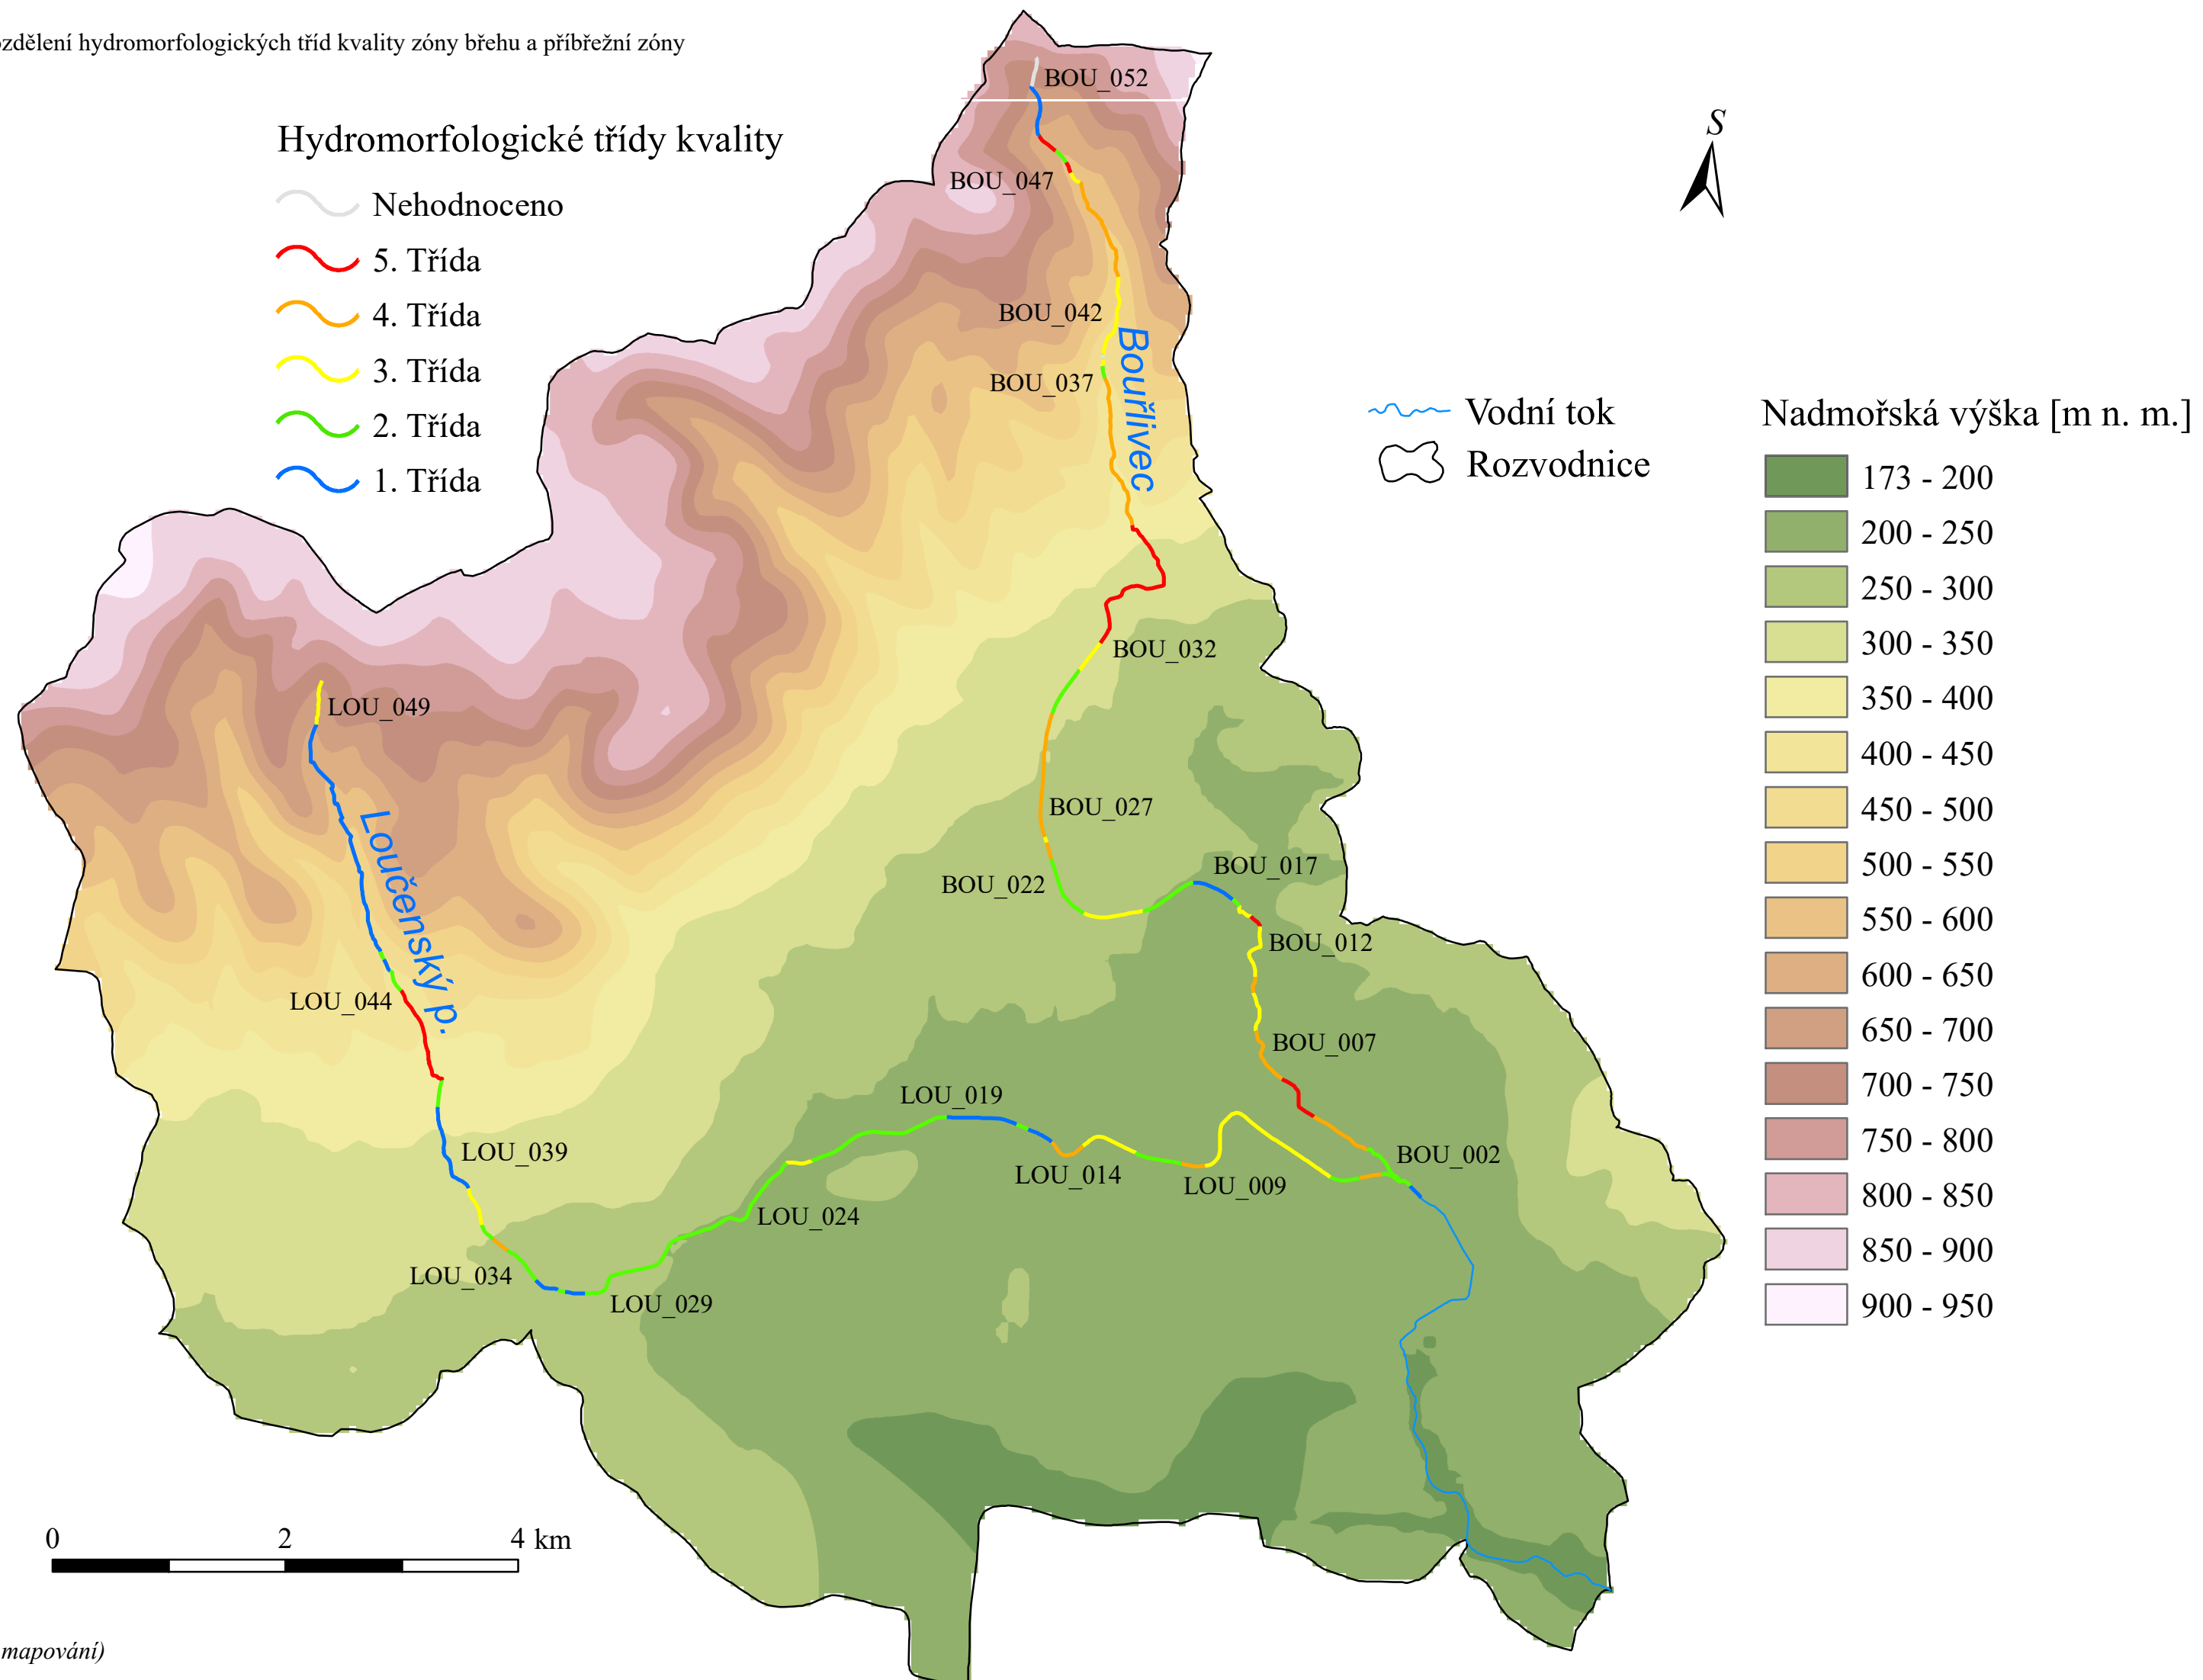 zdělení hydromorfologických tříd kvality zóny břehu a příbřežní zóny
Hydromorfologické třídy kvality
Nehodnoceno
5. Třída
4. Třída
3. Třída
2. Třída
1. Třída
S
Vodní tok
Rozvodnice
Nadmořská výška [m n. m.]
173 - 200
200 - 250
250 - 300
300 - 350
350 - 400
400 - 450
450 - 500
500 - 550
550 - 600
600 - 650
650 - 700
700 - 750
750 - 800
800 - 850
850 - 900
900 - 950
BOU_052
BOU_047
BOU_042
BOU_037
Bouřlivec
BOU_032
BOU_027
BOU_022
BOU_017
BOU_012
BOU_007
BOU_002
LOU_049
Loučenský p.
LOU_044
LOU_039
LOU_034
LOU_029
LOU_024
LOU_019
LOU_014
LOU_009
0 2 4 km
mapování)